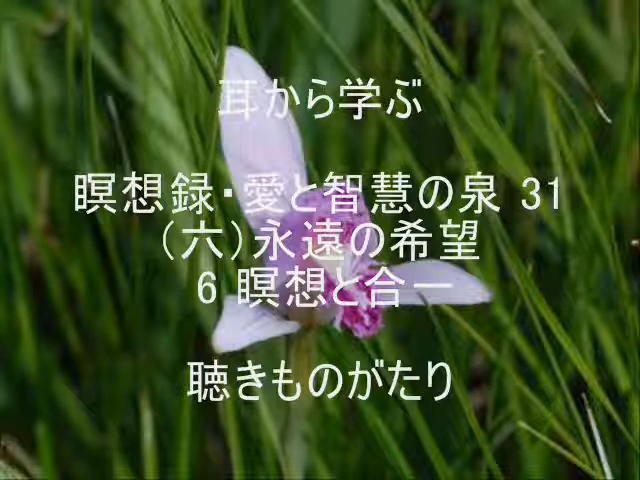 耳から学ぶ
瞑想録・愛と智慧の泉 31
（六）永遠の希望
6 瞑想と合一
聴きものがたり